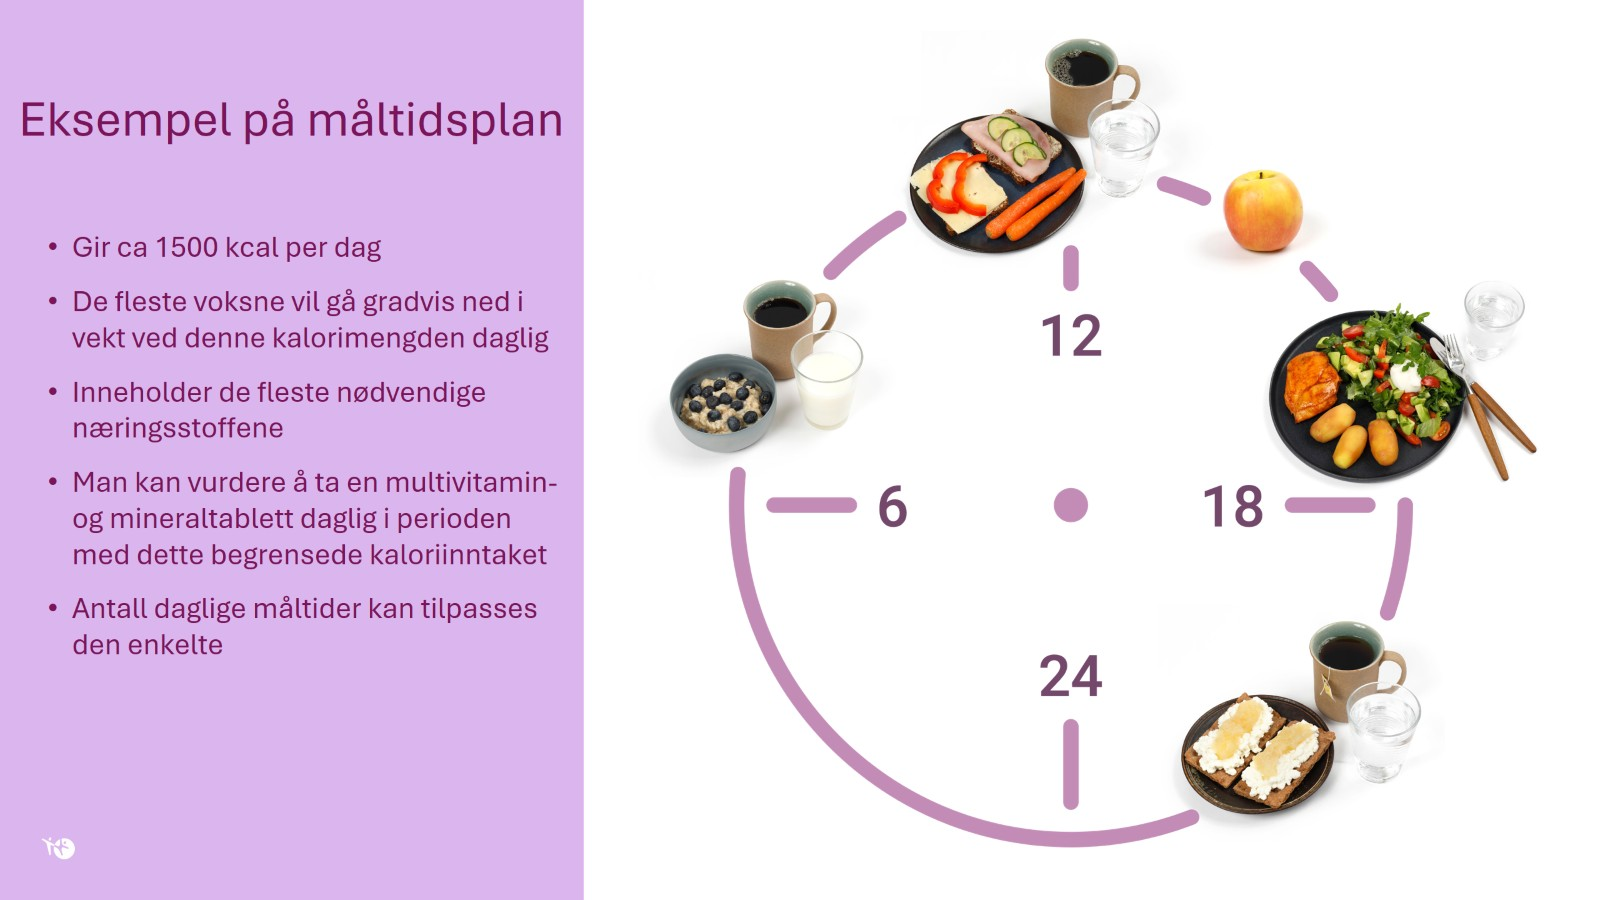 Eksempel på måltidsplan
• Gir ca 1500 kcal per dag
• De fleste voksne vil gå gradvis ned i
vekt ved denne kalorimengden daglig
• Inneholder de fleste nødvendige
næringsstoffene
• Man kan vurdere å ta en multivitamin-
og mineraltablett daglig i perioden
med dette begrensede kaloriinntaket
• Antall daglige måltider kan tilpasses
den enkelte
12
6
18
24